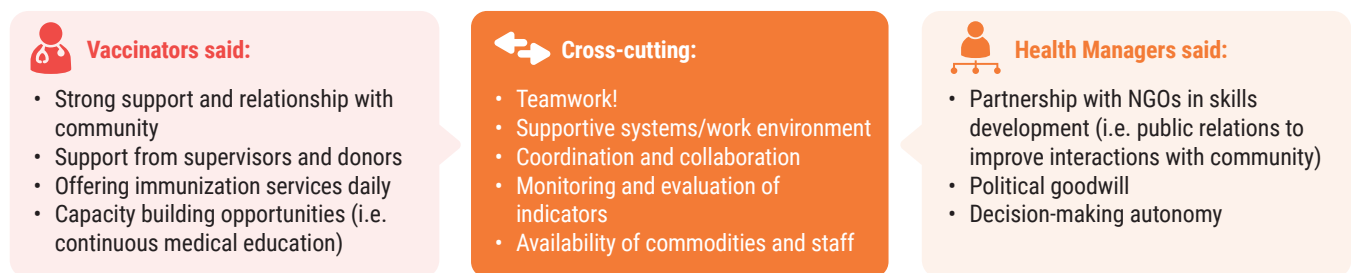 Vaccinators said:
• Strong support and relationship with
community
• Support from supervisors and donors
• Offering immunization services daily
• Capacity building opportunities (i.e.
continuous medical education)
Cross-cutting:
• Teamwork!
• Supportive systems/work environment
• Coordination and collaboration
• Monitoring and evaluation of
indicators
• Availability of commodities and staff
Health Managers said:
• Partnership with NGOs in skills
development (i.e. public relations to
improve interactions with community)
• Political goodwill
• Decision-making autonomy